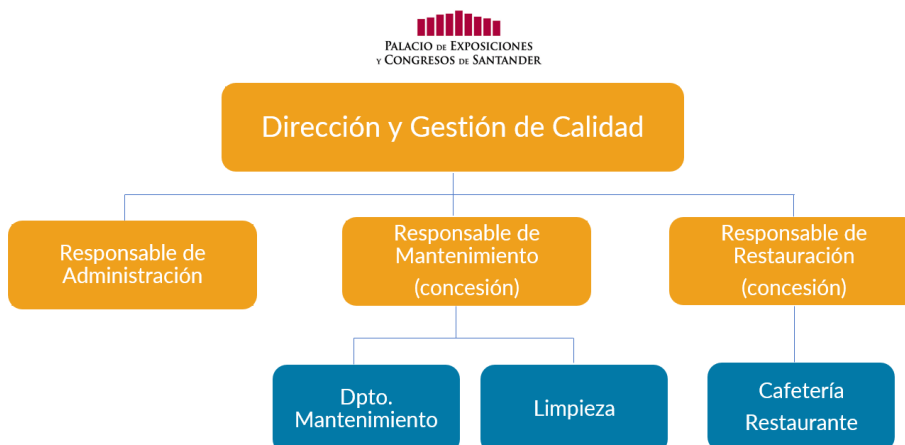 PALACIO DE EXPOSICIONES
Y CONGRESOS DE SANTANDER
Dirección y Gestión de Calidad
Responsable de
Administración
Responsable de
Mantenimiento
(concesión)
Responsable de
Restauración
(concesión)
Dpto.
Mantenimiento
Limpieza
Cafetería
Restaurante